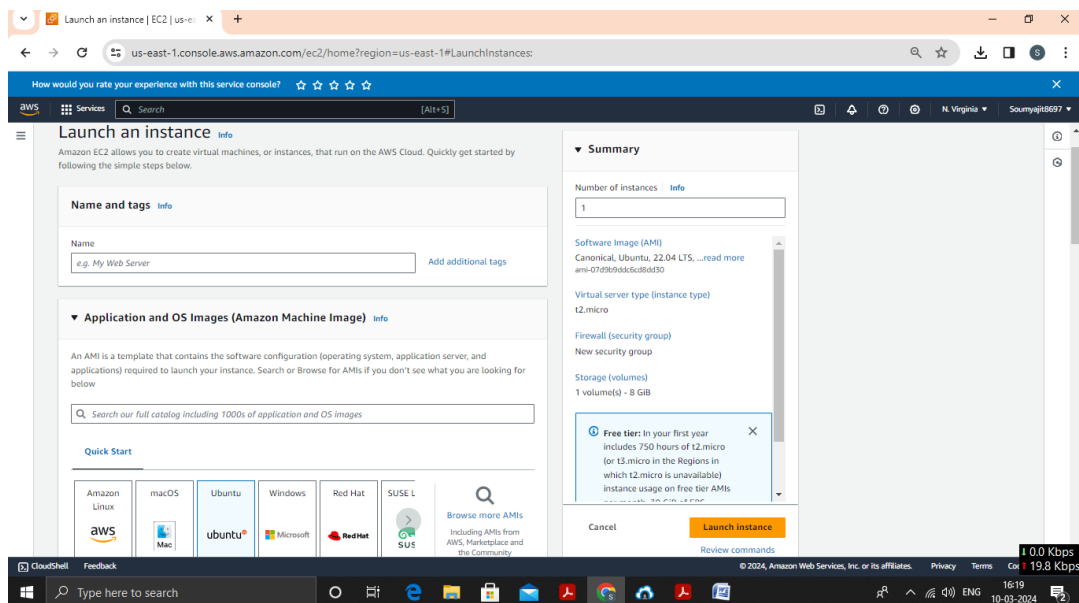 Launch an instance | EC2 | us-ea
us-east-1.console.aws.amazon.com/ec2/home?region=us-east-1#LaunchInstances:
S
How would you rate your experience with this service console?
aws
Services
Search
[Alt+S]
N. Virginia
Soumyajit8697
Launch an instance Info
Amazon EC2 allows you to create virtual machines, or instances, that run on the AWS Cloud. Quickly get started by
following the simple steps below.
Name and tags Info
Name
e.g. My Web Server
Add additional tags
Application and OS Images (Amazon Machine Image) Info
An AMI is a template that contains the software configuration (operating system, application server, and
applications) required to launch your instance. Search or Browse for AMIs if you don't see what you are looking for
below
Search our full catalog including 1000s of application and OS images
Quick Start
Amazon
Linux
aws
macOS
Mac
Ubuntu
ubuntu
Windows
Microsoft
Red Hat
Red Hat
SUSE L
SUS
Browse more AMIs
Including AMIs from
AWS, Marketplace and
the Community
Summary
Number of instances Info
1
Software Image (AMI)
Canonical, Ubuntu, 22.04 LTS, ...read more
ami-07d9b9ddc6cd8dd30
Virtual server type (instance type)
t2.micro
Firewall (security group)
New security group
Storage (volumes)
1 volume(s) - 8 GiB
Free tier: In your first year
includes 750 hours of t2.micro
(or t3.micro in the Regions in
which t2.micro is unavailable)
instance usage on free tier AMIs
per month, 30 GiB of EBS
Cancel
Launch instance
Review commands
CloudShell
Feedback
© 2024, Amazon Web Services, Inc. or its affiliates.
Privacy
Terms
Coo
0.0 Kbps
19.8 Kbps
Type here to search
ENG
16:19
10-03-2024
2